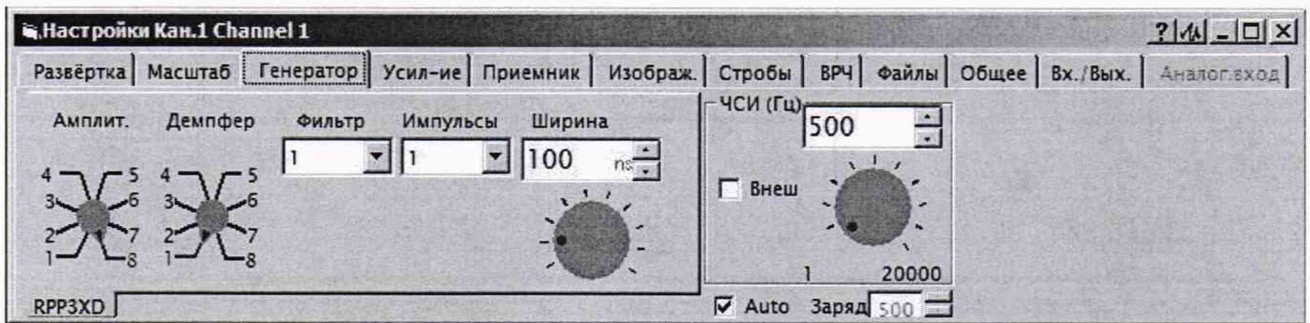 Настройки Кан.1 Channel 1
Развёртка Масштаб Генератор Усил-ие Приемник Изображ. Стробы ВРЧ Файлы Общее Вх./Вых. Аналог.вход
Амплит. Демпфер Фильтр Импульсы Ширина
1 1 100 ns
4 5 4 5
3 6 3 6
2 7 2 7
1 8 1 8
ЧСИ (Гц)
500
Внеш
1 20000
RPP3XD
Auto Заряд 500